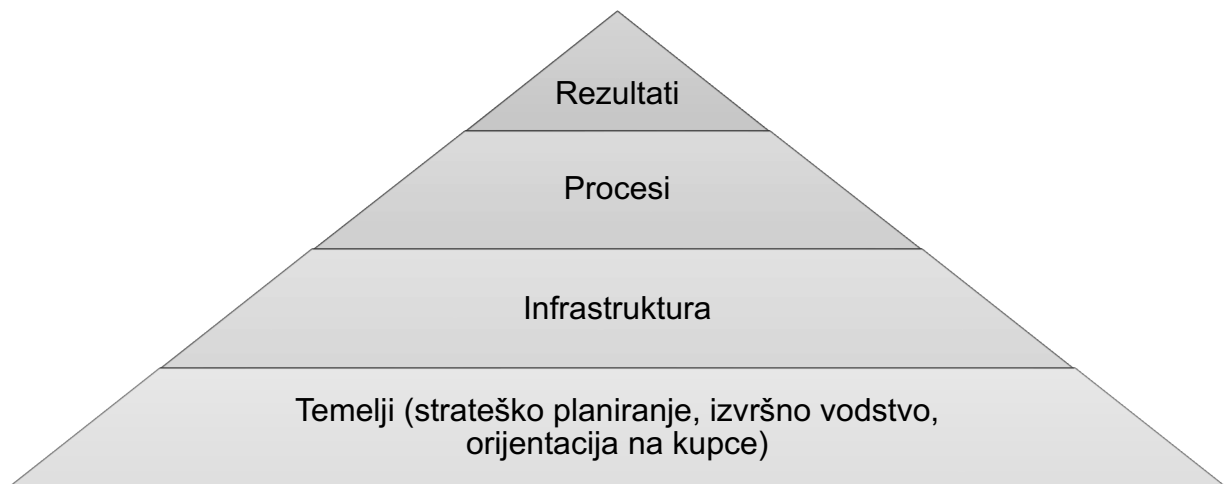 Rezultati
Procesi
Infrastruktura
Temelji (strateško planiranje, izvršno vodstvo,
orijentacija na kupce)